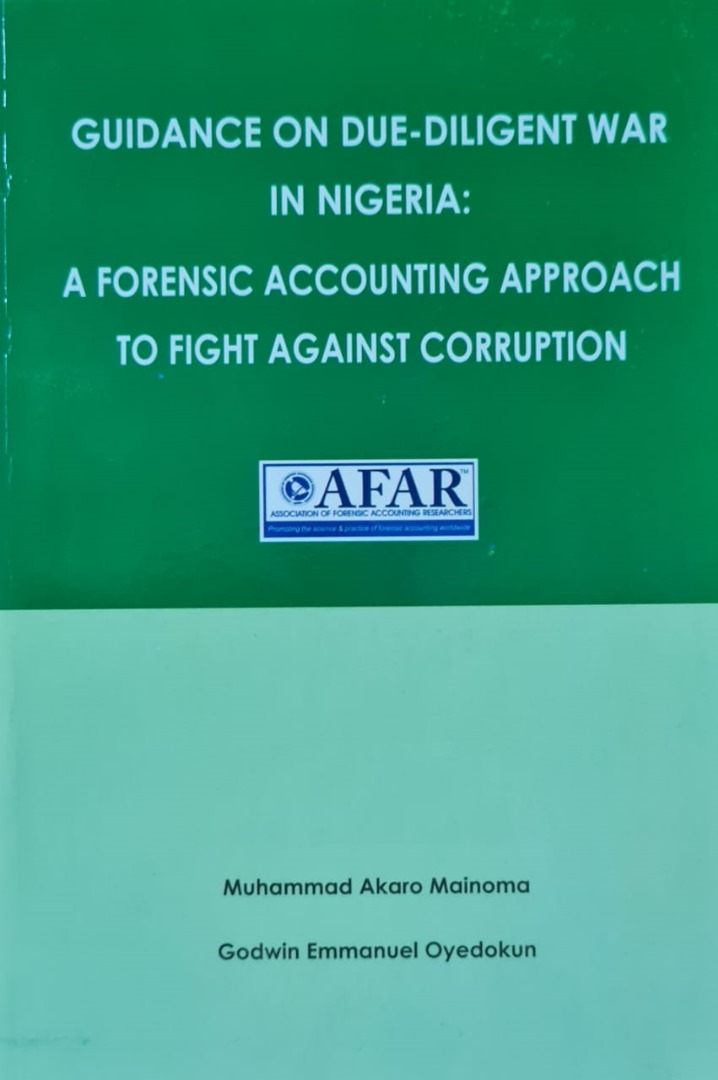 GUIDANCE ON DUE-DILIGENT WAR
IN NIGERIA:
A FORENSIC ACCOUNTING APPROACH
TO FIGHT AGAINST CORRUPTION
AFAR™
ASSOCIATION OF FORENSIC ACCOUNTING RESEARCHERS
Promoting the science & practice of forensic accounting worldwide
Muhammad Akaro Mainoma
Godwin Emmanuel Oyedokun